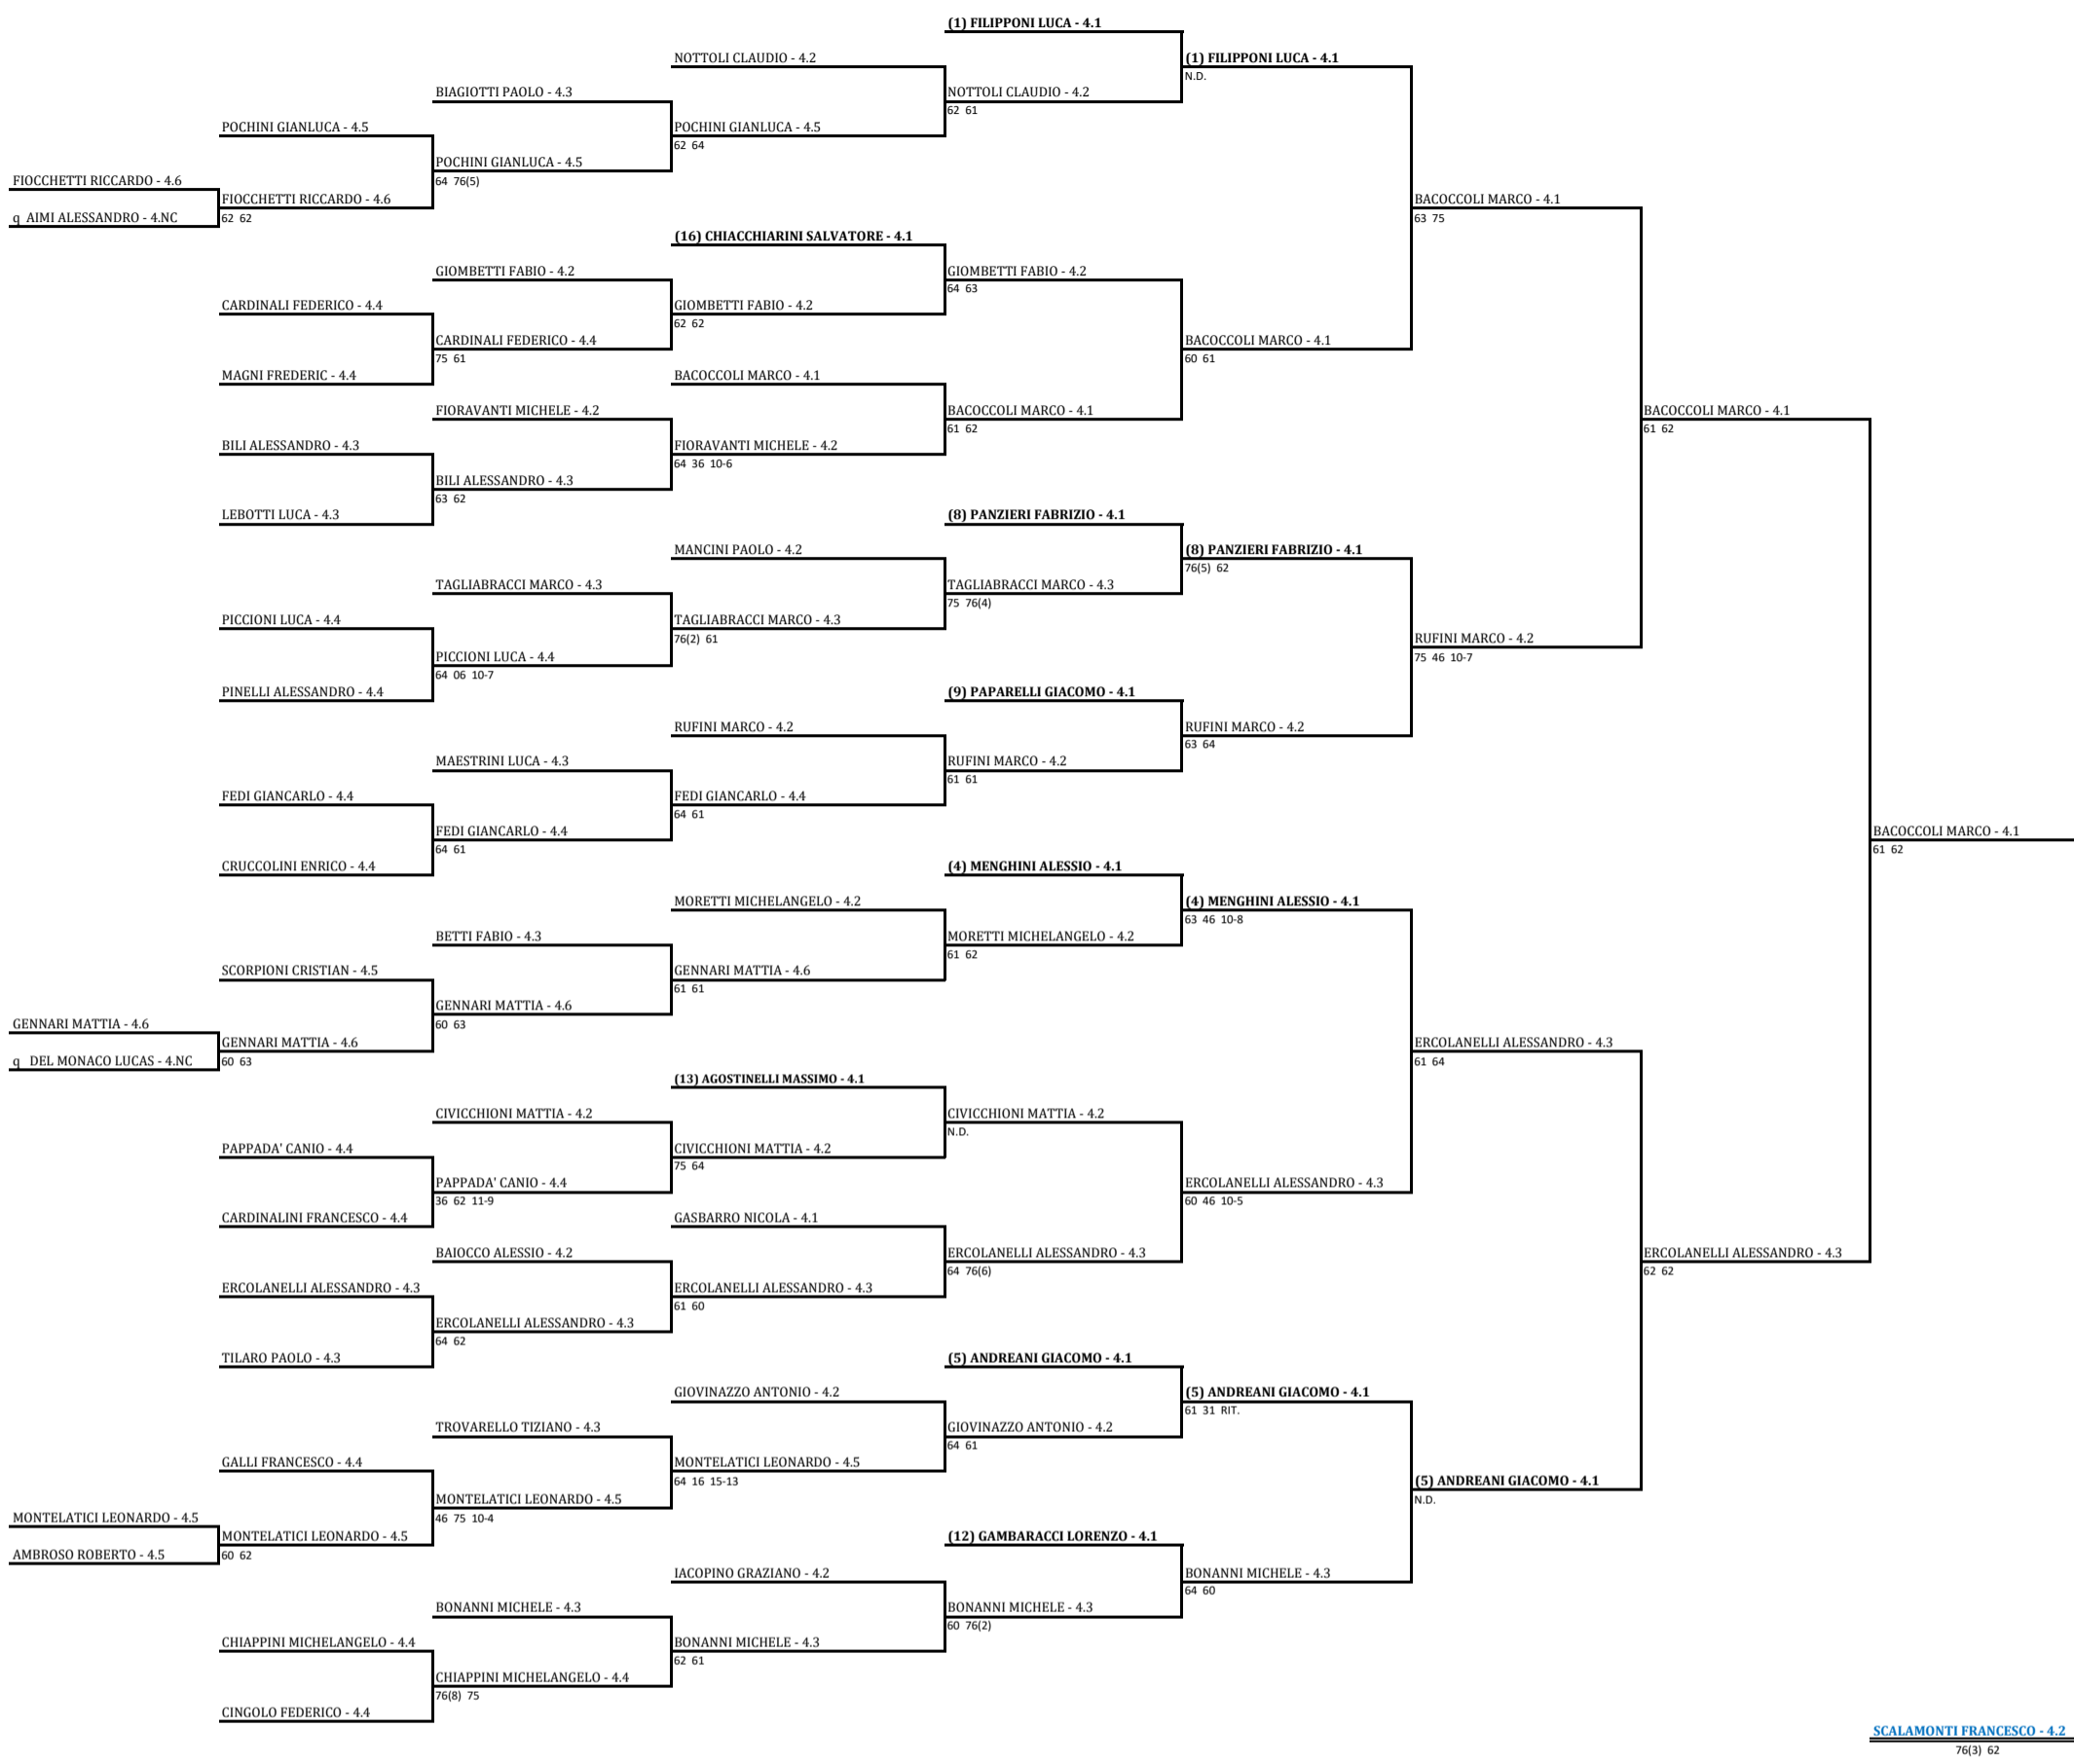 (1) FILIPPONI LUCA - 4.1
NOTTOLI CLAUDIO - 4.2
(1) FILIPPONI LUCA - 4.1
N.D.
BIAGIOTTI PAOLO - 4.3
NOTTOLI CLAUDIO - 4.2
62 61
POCHINI GIANLUCA - 4.5
POCHINI GIANLUCA - 4.5
62 64
POCHINI GIANLUCA - 4.5
64 76(5)
FIOCCHETTI RICCARDO - 4.6
FIOCCHETTI RICCARDO - 4.6
62 62
BACOCCOLI MARCO - 4.1
63 75
q AIMI ALESSANDRO - 4.NC
(16) CHIACCHIARINI SALVATORE - 4.1
GIOMBETTI FABIO - 4.2
GIOMBETTI FABIO - 4.2
64 63
CARDINALI FEDERICO - 4.4
GIOMBETTI FABIO - 4.2
62 62
CARDINALI FEDERICO - 4.4
75 61
BACOCCOLI MARCO - 4.1
60 61
MAGNI FREDERIC - 4.4
BACOCCOLI MARCO - 4.1
FIORAVANTI MICHELE - 4.2
BACOCCOLI MARCO - 4.1
61 62
BACOCCOLI MARCO - 4.1
61 62
BILI ALESSANDRO - 4.3
FIORAVANTI MICHELE - 4.2
64 36 10-6
BILI ALESSANDRO - 4.3
63 62
LEBOTTI LUCA - 4.3
(8) PANZIERI FABRIZIO - 4.1
MANCINI PAOLO - 4.2
(8) PANZIERI FABRIZIO - 4.1
76(5) 62
TAGLIABRACCI MARCO - 4.3
TAGLIABRACCI MARCO - 4.3
75 76(4)
PICCIONI LUCA - 4.4
TAGLIABRACCI MARCO - 4.3
76(2) 61
RUFINI MARCO - 4.2
75 46 10-7
PICCIONI LUCA - 4.4
64 06 10-7
PINELLI ALESSANDRO - 4.4
(9) PAPARELLI GIACOMO - 4.1
RUFINI MARCO - 4.2
RUFINI MARCO - 4.2
63 64
MAESTRINI LUCA - 4.3
RUFINI MARCO - 4.2
61 61
FEDI GIANCARLO - 4.4
FEDI GIANCARLO - 4.4
64 61
FEDI GIANCARLO - 4.4
64 61
BACOCCOLI MARCO - 4.1
61 62
CRUCCOLINI ENRICO - 4.4
(4) MENGHINI ALESSIO - 4.1
MORETTI MICHELANGELO - 4.2
(4) MENGHINI ALESSIO - 4.1
63 46 10-8
BETTI FABIO - 4.3
MORETTI MICHELANGELO - 4.2
61 62
SCORPIONI CRISTIAN - 4.5
GENNARI MATTIA - 4.6
61 61
GENNARI MATTIA - 4.6
60 63
GENNARI MATTIA - 4.6
GENNARI MATTIA - 4.6
60 63
ERCOLANELLI ALESSANDRO - 4.3
61 64
q DEL MONACO LUCAS - 4.NC
(13) AGOSTINELLI MASSIMO - 4.1
CIVICCHIONI MATTIA - 4.2
CIVICCHIONI MATTIA - 4.2
N.D.
PAPPADA' CANIO - 4.4
CIVICCHIONI MATTIA - 4.2
75 64
PAPPADA' CANIO - 4.4
36 62 11-9
ERCOLANELLI ALESSANDRO - 4.3
60 46 10-5
CARDINALINI FRANCESCO - 4.4
GASBARRO NICOLA - 4.1
BAIOCCO ALESSIO - 4.2
ERCOLANELLI ALESSANDRO - 4.3
64 76(6)
ERCOLANELLI ALESSANDRO - 4.3
62 62
ERCOLANELLI ALESSANDRO - 4.3
ERCOLANELLI ALESSANDRO - 4.3
61 60
ERCOLANELLI ALESSANDRO - 4.3
64 62
TILARO PAOLO - 4.3
(5) ANDREANI GIACOMO - 4.1
GIOVINAZZO ANTONIO - 4.2
(5) ANDREANI GIACOMO - 4.1
61 31 RIT.
TROVARELLO TIZIANO - 4.3
GIOVINAZZO ANTONIO - 4.2
64 61
GALLI FRANCESCO - 4.4
MONTELATICI LEONARDO - 4.5
64 16 15-13
(5) ANDREANI GIACOMO - 4.1
N.D.
MONTELATICI LEONARDO - 4.5
46 75 10-4
MONTELATICI LEONARDO - 4.5
MONTELATICI LEONARDO - 4.5
60 62
AMBROSO ROBERTO - 4.5
(12) GAMBARACCI LORENZO - 4.1
IACOPINO GRAZIANO - 4.2
BONANNI MICHELE - 4.3
64 60
BONANNI MICHELE - 4.3
BONANNI MICHELE - 4.3
60 76(2)
CHIAPPINI MICHELANGELO - 4.4
BONANNI MICHELE - 4.3
62 61
CHIAPPINI MICHELANGELO - 4.4
76(8) 75
CINGOLO FEDERICO - 4.4
SCALAMONTI FRANCESCO - 4.2
76(3) 62